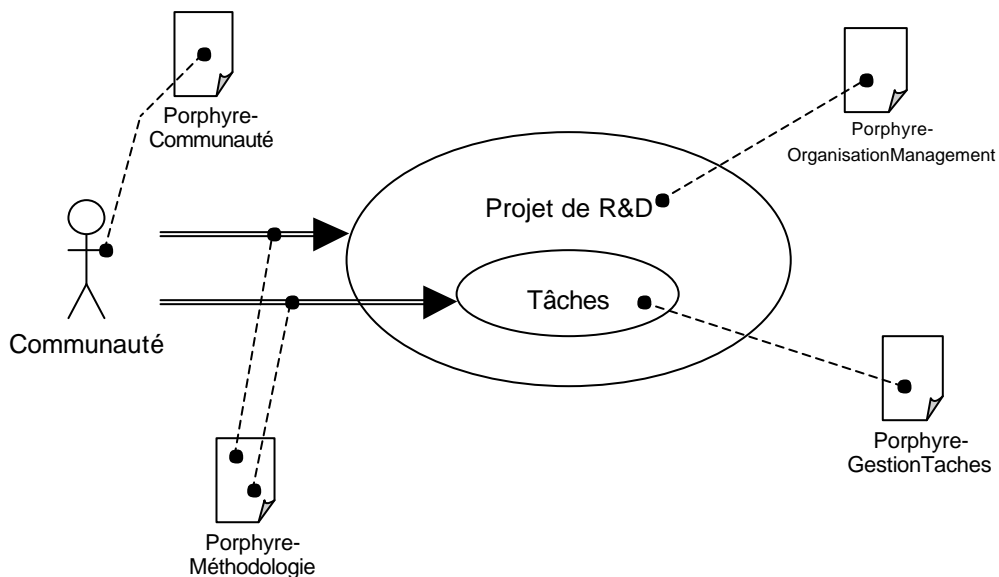 Porphyre-
Communauté
Porphyre-
OrganisationManagement
Projet de R&D
Tâches
Communauté
Porphyre-
GestionTaches
Porphyre-
Méthodologie